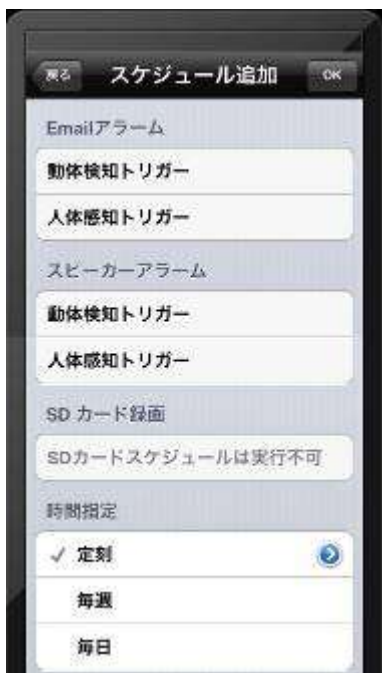 戻る スケジュール追加 OK
Emailアラーム
動体検知トリガー
人体感知トリガー
スピーカーアラーム
動体検知トリガー
人体感知トリガー
SD カード録画
SDカードスケジュールは実行不可
時間指定
✓ 定刻
毎週
毎日